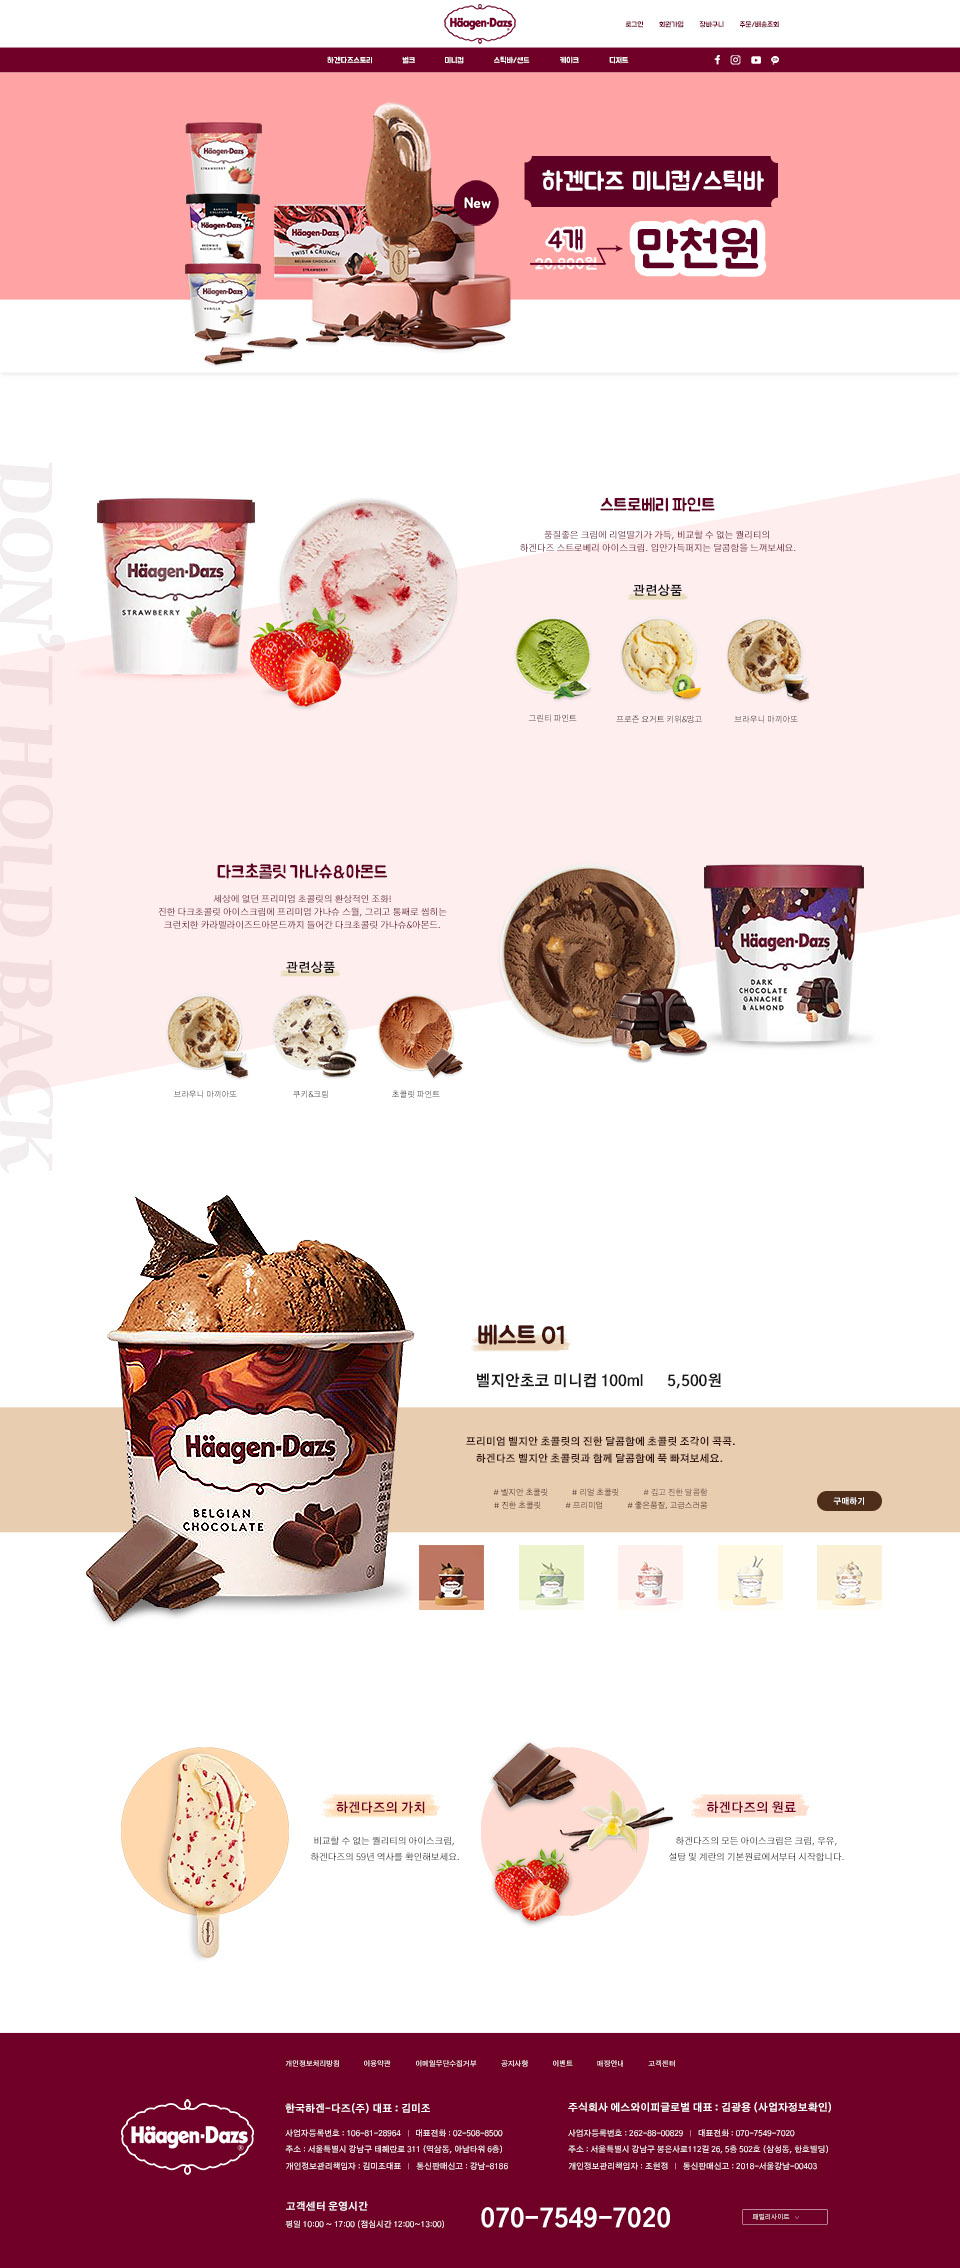 Häagen-Dazs
로그인 회원가입 장바구니 주문/배송조회
하겐다즈스토리 벌크 미니컵 스틱바/샌드 케이크 디저트
Häagen-Dazs
STRAWBERRY
BARISTA
COLLECTION
Häagen-Dazs
BROWNIE
MACCHIATO
Häagen-Dazs
VANILLA
Häagen-Dazs
TWIST & CRUNCH
BELGIAN CHOCOLATE
STRAWBERRY
New
하겐다즈 미니컵/스틱바
4개
20,800원
만천원
DON'T HOLD BACK
Häagen-Dazs
STRAWBERRY
스트로베리 파인트
품질좋은 크림에 리얼딸기가 가득, 비교할 수 없는 퀄리티의
하겐다즈 스트로베리 아이스크림. 입안가득퍼지는 달콤함을 느껴보세요.
관련상품
그린티 파인트 프로즌 요거트 키위&망고 브라우니 마끼아또
다크초콜릿 가나슈&아몬드
세상에 없던 프리미엄 초콜릿의 환상적인 조화!
진한 다크초콜릿 아이스크림에 프리미엄 가나슈 스월, 그리고 통째로 씹히는
크런치한 카라멜라이즈드아몬드까지 들어간 다크초콜릿 가나슈&아몬드.
관련상품
브라우니 마끼아또 쿠키&크림 초콜릿 파인트
Häagen-Dazs
DARK
CHOCOLATE
GANACHE
& ALMOND
Häagen-Dazs
BELGIAN
CHOCOLATE
베스트 01
벨지안초코 미니컵 100ml 5,500원
프리미엄 벨지안 초콜릿의 진한 달콤함에 초콜릿 조각이 콕콕.
하겐다즈 벨지안 초콜릿과 함께 달콤함에 푹 빠져보세요.
# 벨지안 초콜릿 # 리얼 초콜릿 # 깊고 진한 달콤함
# 진한 초콜릿 # 프리미엄 # 좋은품질, 고급스러움
구매하기
하겐다즈의 가치
비교할 수 없는 퀄리티의 아이스크림,
하겐다즈의 59년 역사를 확인해보세요.
하겐다즈의 원료
하겐다즈의 모든 아이스크림은 크림, 우유,
설탕 및 계란의 기본원료에서부터 시작합니다.
개인정보처리방침 이용약관 이메일무단수집거부 공지사항 이벤트 매장안내 고객센터
Häagen-Dazs
한국하겐-다즈(주) 대표 : 김미조
사업자등록번호 : 106-81-28964 | 대표전화 : 02-508-8500
주소 : 서울특별시 강남구 테헤란로 311 (역삼동, 아남타워 6층)
개인정보관리책임자 : 김미조대표 | 통신판매신고 : 강남-8186
주식회사 에스와이피글로벌 대표 : 김광용 (사업자정보확인)
사업자등록번호 : 262-88-00829 | 대표전화 : 070-7549-7020
주소 : 서울특별시 강남구 봉은사로112길 26, 5층 502호 (삼성동, 한호빌딩)
개인정보관리책임자 : 조현정 | 통신판매신고 : 2018-서울강남-00403
고객센터 운영시간
평일 10:00 ~ 17:00 (점심시간 12:00~13:00)
070-7549-7020
패밀리사이트